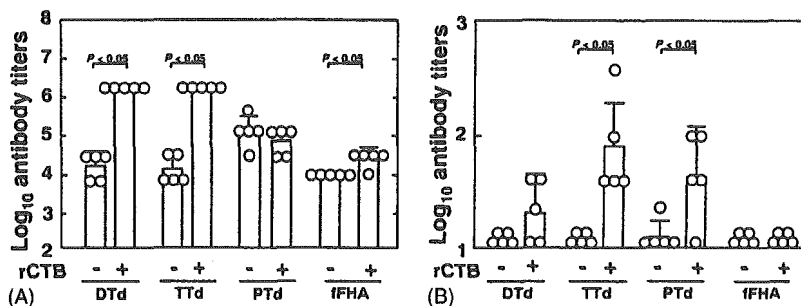 Log10 antibody titers
8
7
6
5
4
3
2
P < 0.05
P < 0.05
P < 0.05
rCTB - + - + - + - +
(A) DTd TTd PTd fFHA
Log10 antibody titers
3
2
1
P < 0.05
P < 0.05
rCTB - + - + - + - +
(B) DTd TTd PTd fFHA